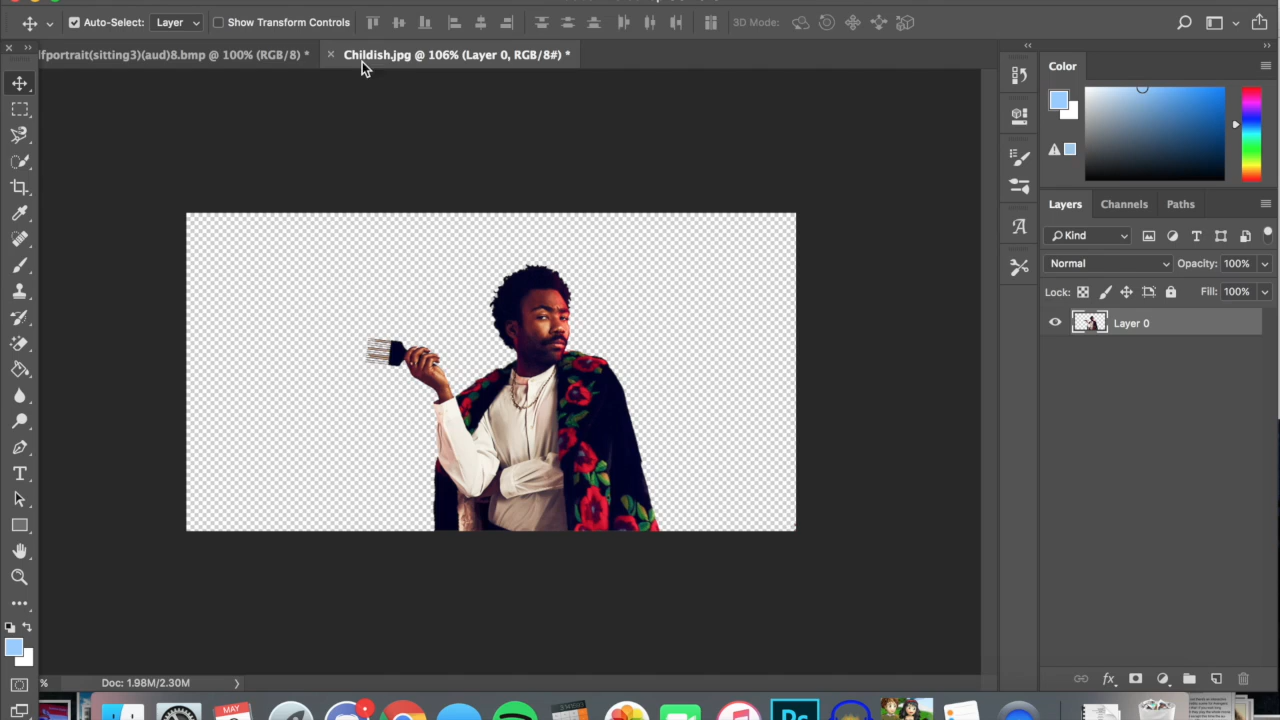 Auto-Select: Layer Show Transform Controls 3D Mode:
fportrait(sitting3)(aud)8.bmp @ 100% (RGB/8) * Childish.jpg @ 106% (Layer 0, RGB/8#) *
Color
Layers Channels Paths
Kind
Normal Opacity: 100%
Lock: Fill: 100%
Layer 0
% Doc: 1.98M/2.30M
MAY
Ps